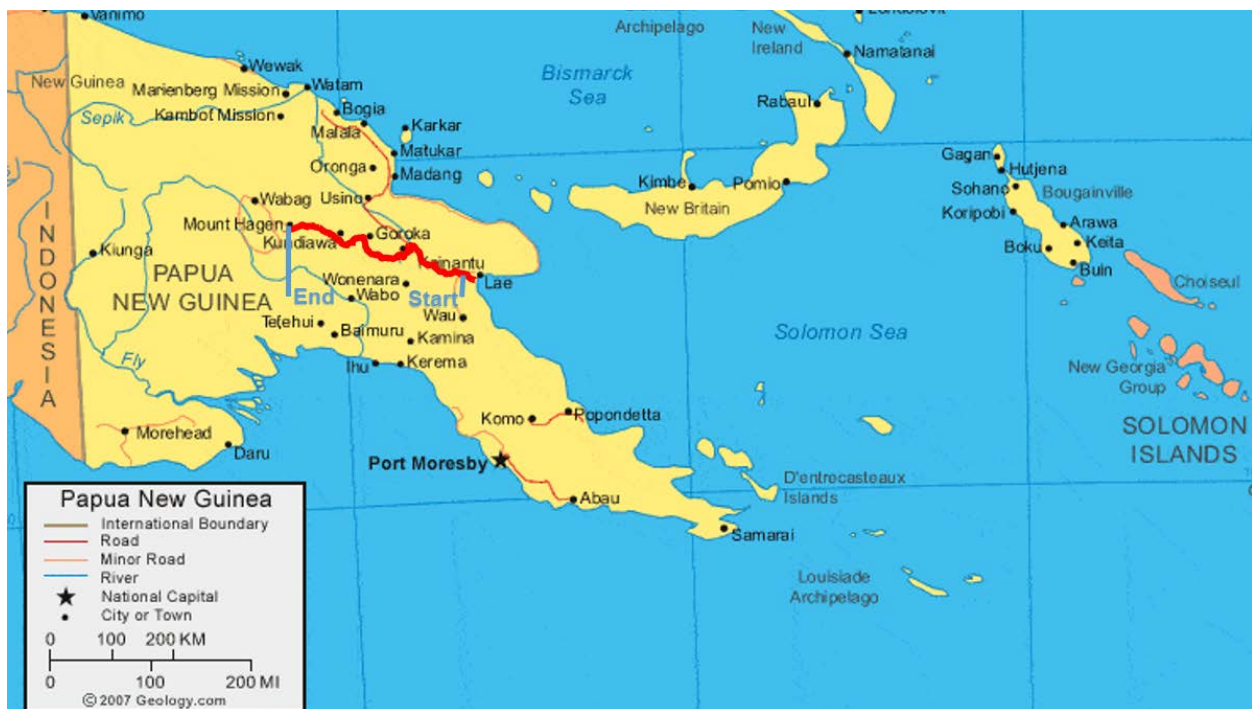 Vanimo
Archipelago
New
Ireland
Namatanai
Wewak
New Guinea
Marienberg Mission
Watam
Bismarck
Sea
Rabaul
Sepik
Kambot Mission
Bogia
Malala
Karkar
Matukar
Oronga
Madang
Gagan
Hutjena
Kimbe
Pomio
Sohano
Bougainville
Wabag
Usino
New Britain
Koripobi
Arawa
Mount Hagen
Kundiawa
Goroka
Boku
Keita
Kiunga
Kainantu
Lae
Buin
PAPUA
NEW GUINEA
Wonenara
Choiseul
INDONESIA
End
Wabo
Start
Wau
Solomon Sea
Baimuru
Kamina
Fly
Ihu
Kerema
New Georgia
Group
Komo
Popondetta
SOLOMON
ISLANDS
Morehead
Daru
Port Moresby
D'entrecasteaux
Islands
Abau
Samarai
Louisiade
Archipelago
Papua New Guinea
International Boundary
Road
Minor Road
River
National Capital
City or Town
0 100 200 KM
0 100 200 MI
© 2007 Geology.com